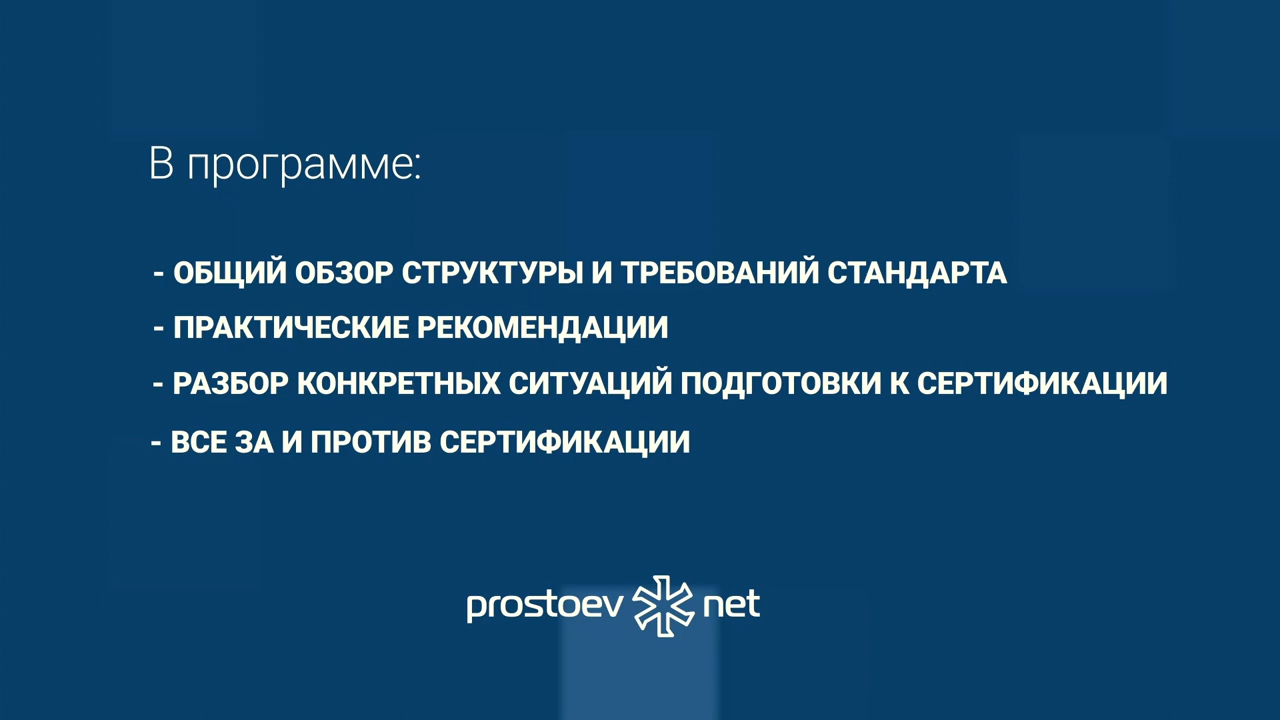 В программе:
- ОБЩИЙ ОБЗОР СТРУКТУРЫ И ТРЕБОВАНИЙ СТАНДАРТА
- ПРАКТИЧЕСКИЕ РЕКОМЕНДАЦИИ
- РАЗБОР КОНКРЕТНЫХ СИТУАЦИЙ ПОДГОТОВКИ К СЕРТИФИКАЦИИ
- ВСЕ ЗА И ПРОТИВ СЕРТИФИКАЦИИ
prostoev net